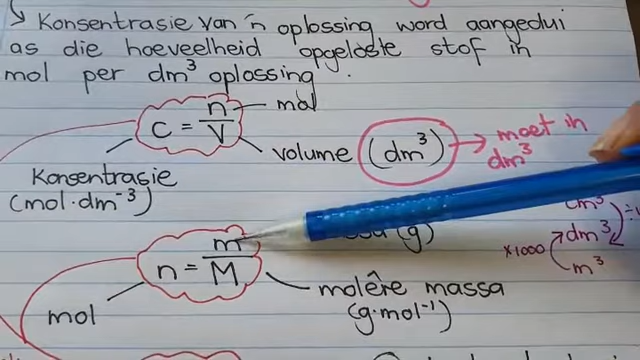 Konsentrasie van 'n oplossing word aangedui
as die hoeveelheid opgeloste stof in
mol per dm³ oplossing.
c = n/V
mol
volume (dm³) → moet in dm³
Konsentrasie
(mol·dm⁻³)
n = m/M
(g)
mol
molêre massa
(g·mol⁻¹)
cm³
dm³
m³
×1000